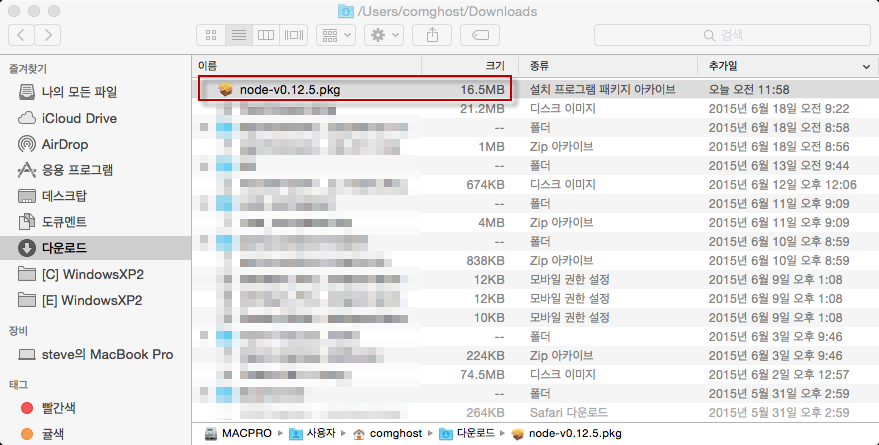 /Users/comghost/Downloads
검색
즐겨찾기
나의 모든 파일
iCloud Drive
AirDrop
응용 프로그램
데스크탑
도큐멘트
다운로드
[C] WindowsXP2
[E] WindowsXP2
장비
steve의 MacBook Pro
태그
빨간색
귤색
이름 크기 종류 추가일
node-v0.12.5.pkg 16.5MB 설치 프로그램 패키지 아카이브 오늘 오전 11:58
21.2MB 디스크 이미지 2015년 6월 18일 오전 9:22
-- 폴더 2015년 6월 18일 오전 8:58
1MB Zip 아카이브 2015년 6월 18일 오전 8:56
-- 폴더 2015년 6월 13일 오전 9:44
674KB 디스크 이미지 2015년 6월 12일 오후 12:06
-- 폴더 2015년 6월 11일 오후 9:09
4MB Zip 아카이브 2015년 6월 11일 오후 9:09
-- 폴더 2015년 6월 10일 오후 8:59
838KB Zip 아카이브 2015년 6월 10일 오후 8:59
12KB 모바일 권한 설정 2015년 6월 9일 오후 1:08
12KB 모바일 권한 설정 2015년 6월 9일 오후 1:08
10KB 모바일 권한 설정 2015년 6월 9일 오후 1:08
-- 폴더 2015년 6월 3일 오후 9:46
224KB Zip 아카이브 2015년 6월 3일 오후 9:46
74.5MB 디스크 이미지 2015년 6월 2일 오후 12:57
-- 폴더 2015년 5월 31일 오후 2:59
264KB Safari 다운로드 2015년 5월 31일 오후 2:59
MACPRO ▸ 사용자 ▸ comghost ▸ 다운로드 ▸ node-v0.12.5.pkg